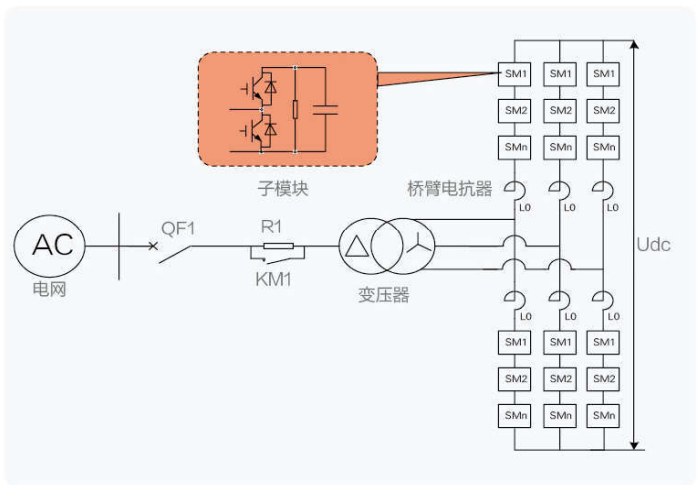 SM1 SM1 SM1
SM2 SM2 SM2
SMn SMn SMn
子模块
桥臂电抗器
L0 L0 L0
AC
电网
QF1
R1
KM1
变压器
Udc
L0 L0 L0
SM1 SM1 SM1
SM2 SM2 SM2
SMn SMn SMn